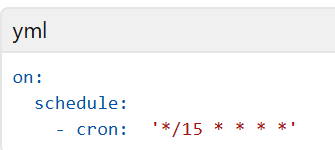 yml
on:
  schedule:
    - cron:  '*/15 * * * *'